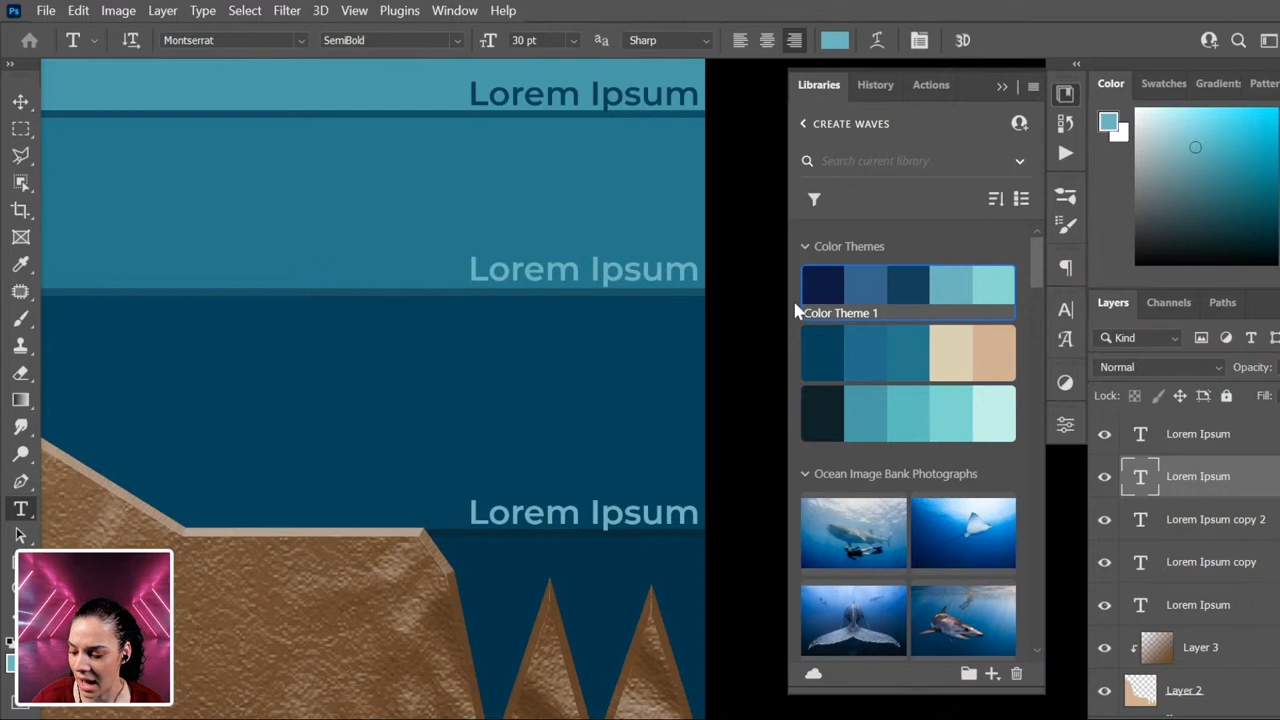 Ps File Edit Image Layer Type Select Filter 3D View Plugins Window Help
T Montserrat SemiBold 30 pt Sharp 3D
Lorem Ipsum
Lorem Ipsum
Lorem Ipsum
Libraries History Actions
CREATE WAVES
Search current library
Color Themes
Color Theme 1
Ocean Image Bank Photographs
Color Swatches Gradients
Layers Channels Paths
Kind
Normal Opacity:
Lock: Fill:
Lorem Ipsum
Lorem Ipsum
Lorem Ipsum copy 2
Lorem Ipsum copy
Lorem Ipsum
Layer 3
Layer 2